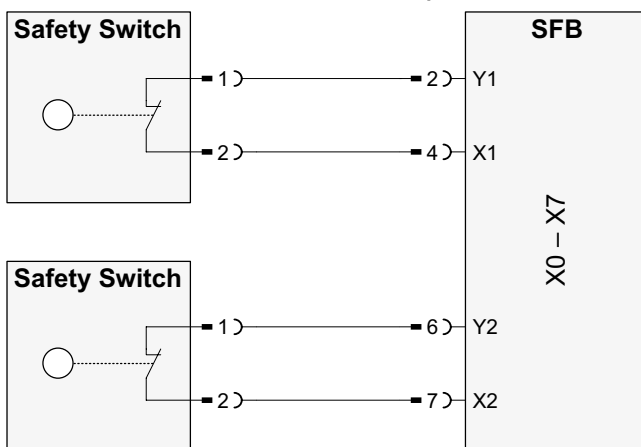 Safety Switch
SFB
1
2
Y1
2
4
X1
X0 – X7
Safety Switch
1
6
Y2
2
7
X2